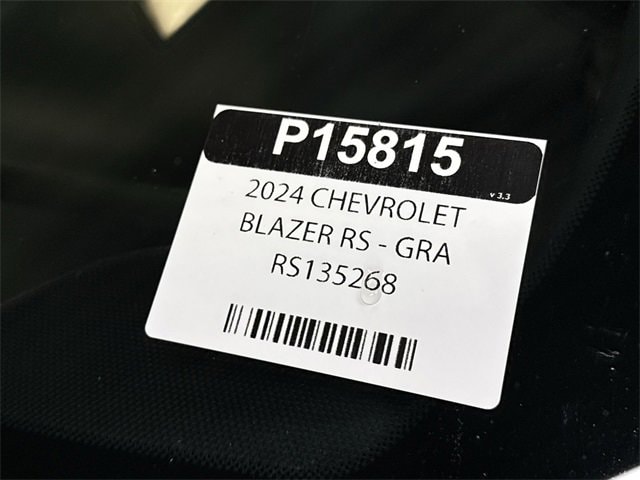 P15815
v 3.3
2024 CHEVROLET
BLAZER RS - GRA
RS135268